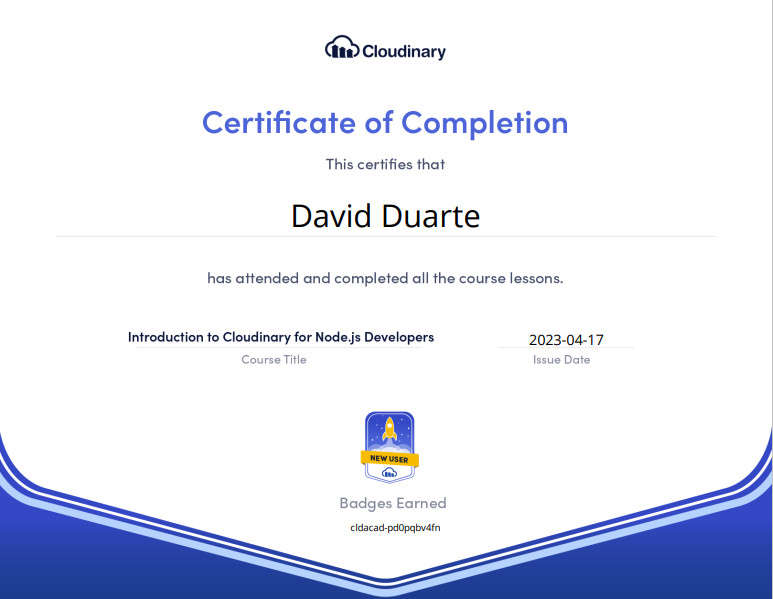 Cloudinary
Certificate of Completion
This certifies that
David Duarte
has attended and completed all the course lessons.
Introduction to Cloudinary for Node.js Developers
Course Title
2023-04-17
Issue Date
NEW USER
Badges Earned
cldacad-pd0pqbv4fn